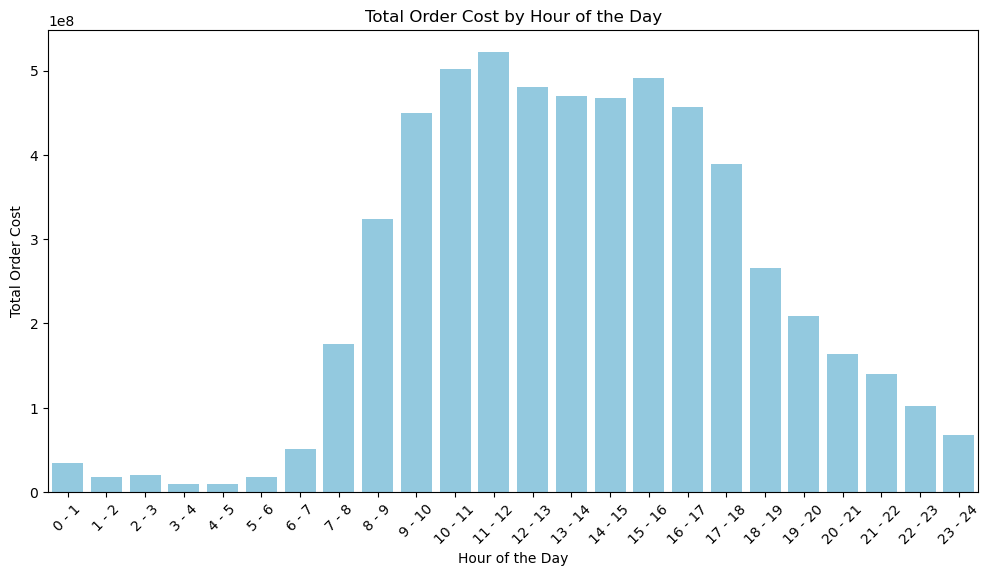 Total Order Cost by Hour of the Day
1e8
5
4
3
2
1
0
Total Order Cost
0 - 1
1 - 2
2 - 3
3 - 4
4 - 5
5 - 6
6 - 7
7 - 8
8 - 9
9 - 10
10 - 11
11 - 12
12 - 13
13 - 14
14 - 15
15 - 16
16 - 17
17 - 18
18 - 19
19 - 20
20 - 21
21 - 22
22 - 23
23 - 24
Hour of the Day